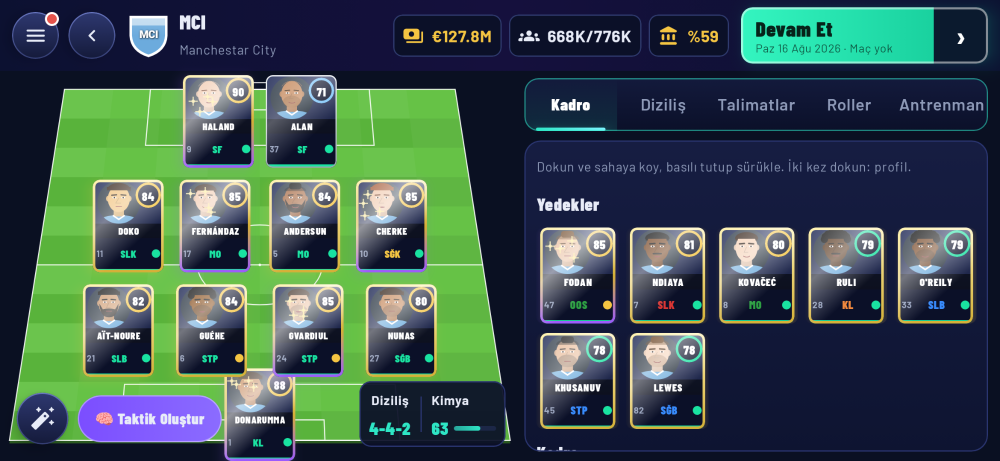 MCI
MCI
Manchestar City
€127.8M
668K/776K
%59
Devam Et
Paz 16 Ağu 2026 · Maç yok
90
HALAND
9 SF
71
ALAN
37 SF
84
DOKO
11 SLK
85
FERNÁNDAZ
17 MO
84
ANDERSUN
5 MO
85
CHERKE
10 SĞK
82
AÏT-NOURE
21 SLB
84
GUÉHE
6 STP
85
GVARDIUL
24 STP
80
NUNAS
27 SĞB
88
DONARUMMA
1 KL
Taktik Oluştur
Diziliş
4-4-2
Kimya
63
Kadro
Diziliş
Talimatlar
Roller
Antrenman
Dokun ve sahaya koy, basılı tutup sürükle. İki kez dokun: profil.
Yedekler
85
FODAN
47 OOS
81
NDIAYA
7 SLK
80
KOVAČEĆ
8 MO
79
RULI
28 KL
79
O'REILY
33 SLB
78
KHUSANUV
45 STP
78
LEWES
82 SĞB